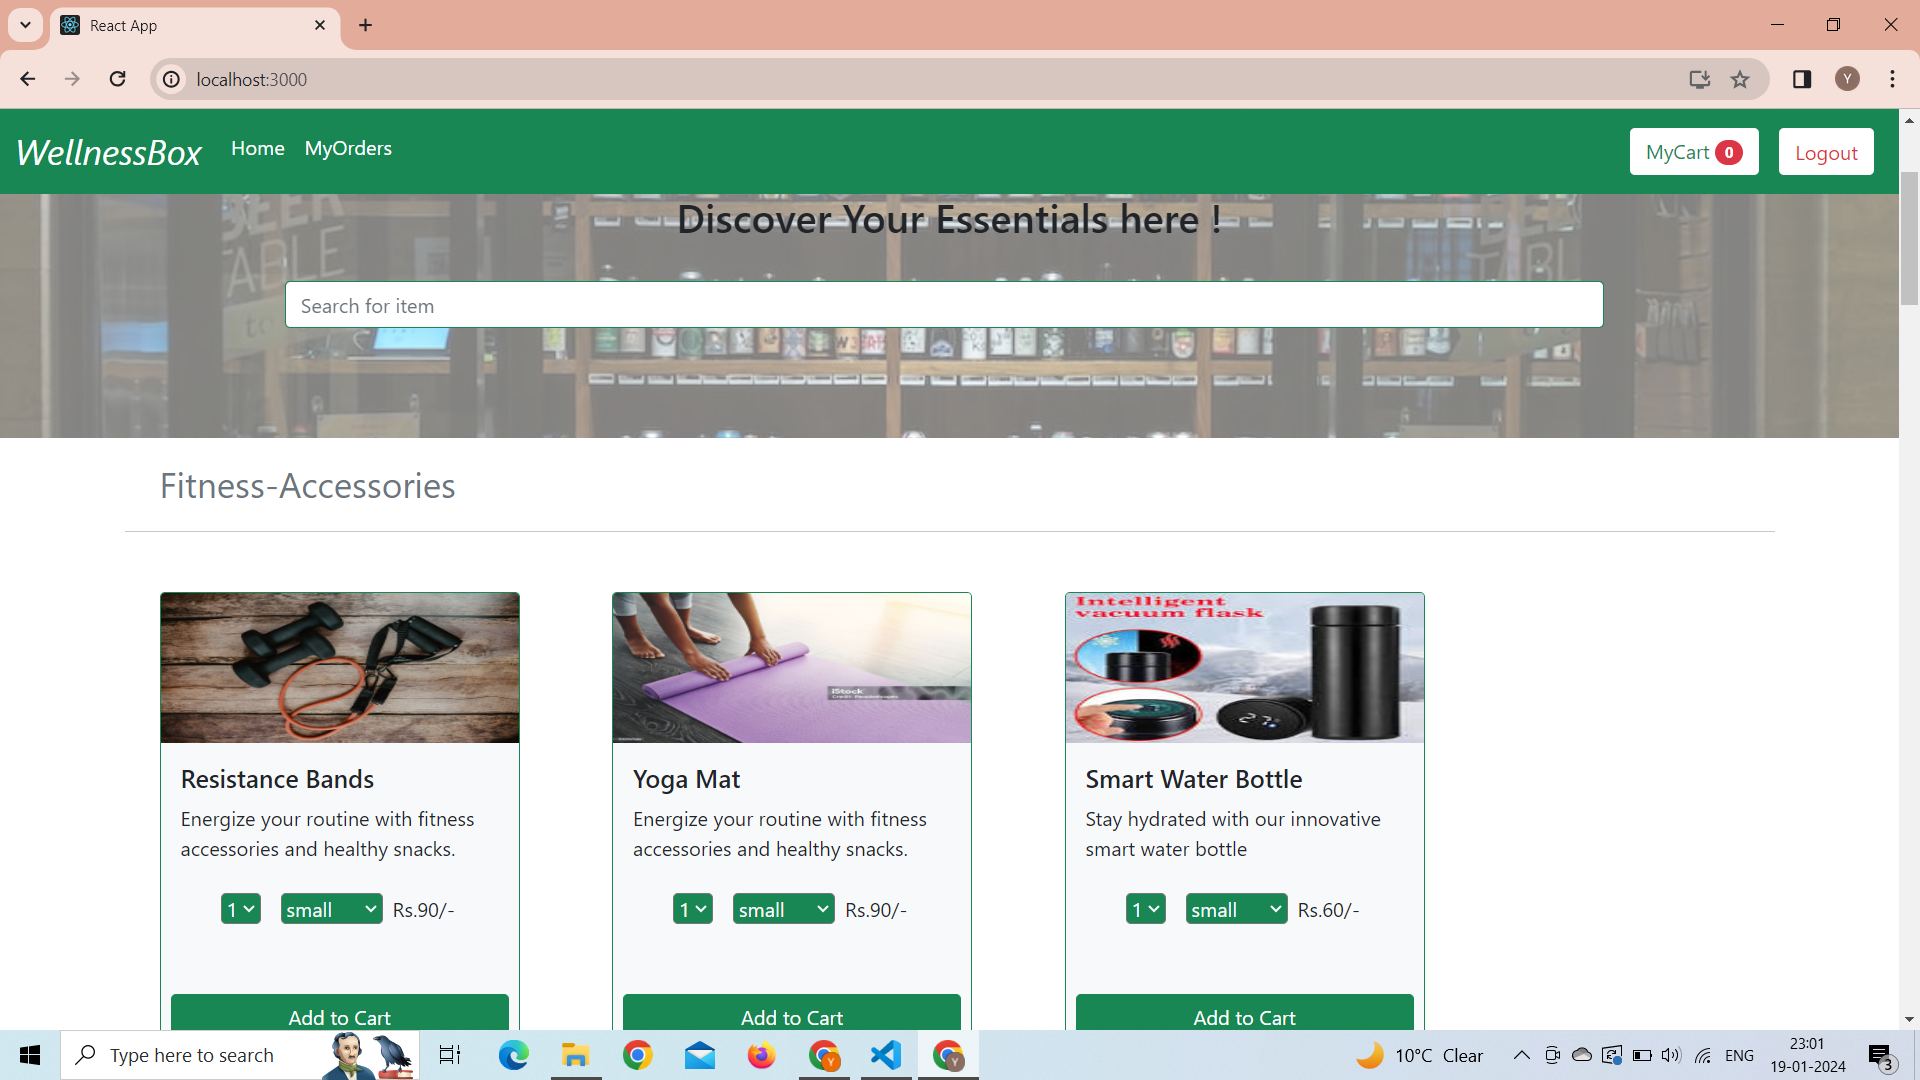 React App
localhost:3000
Y
WellnessBox
Home
MyOrders
MyCart 0
Logout
Discover Your Essentials here !
BEER
TABLE
to
Search for item
Fitness-Accessories
Intelligent
vacuum flask
iStock
Resistance Bands
Yoga Mat
Smart Water Bottle
Energize your routine with fitness
accessories and healthy snacks.
Energize your routine with fitness
accessories and healthy snacks.
Stay hydrated with our innovative
smart water bottle
1 small Rs.90/-
1 small Rs.90/-
1 small Rs.60/-
Add to Cart
Add to Cart
Add to Cart
Type here to search
Y
Y
10°C Clear
ENG
23:01
19-01-2024
3